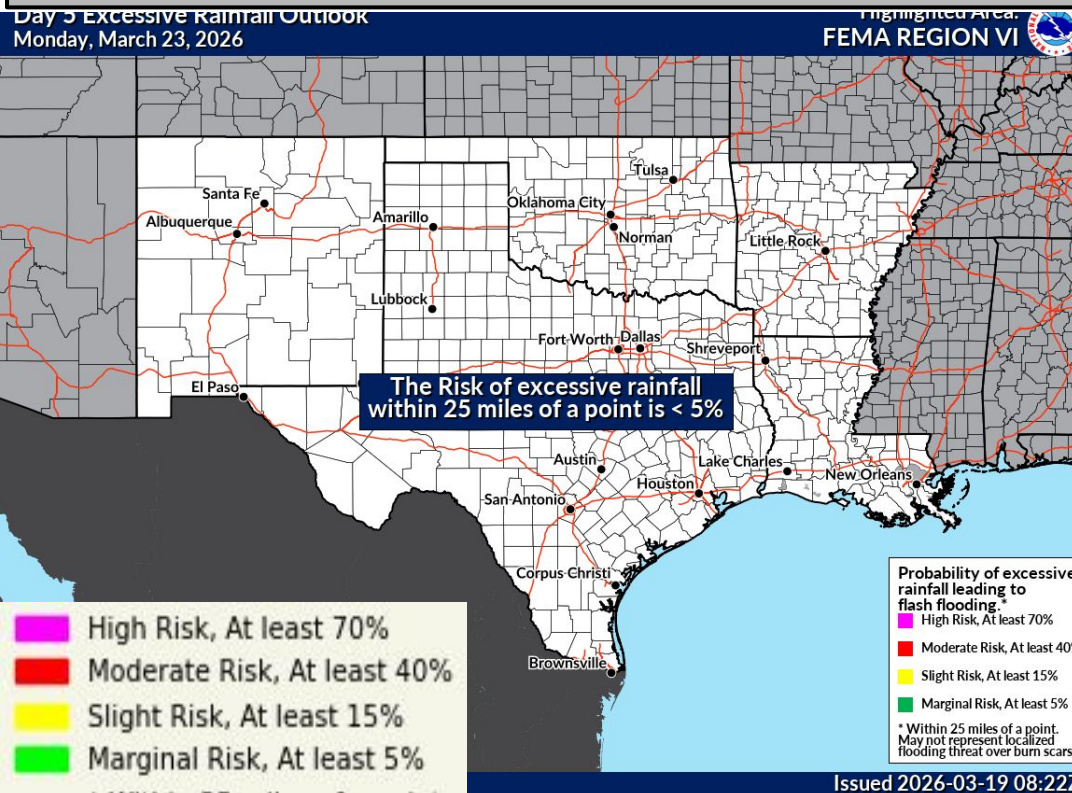 Day 5 Excessive Rainfall Outlook
Monday, March 23, 2026
Highlighted Area:
FEMA REGION VI
Santa Fe
Albuquerque
Amarillo
Lubbock
Oklahoma City
Tulsa
Norman
Little Rock
Fort Worth
Dallas
Shreveport
El Paso
The Risk of excessive rainfall
within 25 miles of a point is < 5%
Austin
San Antonio
Houston
Lake Charles
New Orleans
Corpus Christi
Brownsville
High Risk, At least 70%
Moderate Risk, At least 40%
Slight Risk, At least 15%
Marginal Risk, At least 5%
Probability of excessive
rainfall leading to
flash flooding.*
High Risk, At least 70%
Moderate Risk, At least 40%
Slight Risk, At least 15%
Marginal Risk, At least 5%
* Within 25 miles of a point.
May not represent localized
flooding threat over burn scars
Issued 2026-03-19 08:22Z